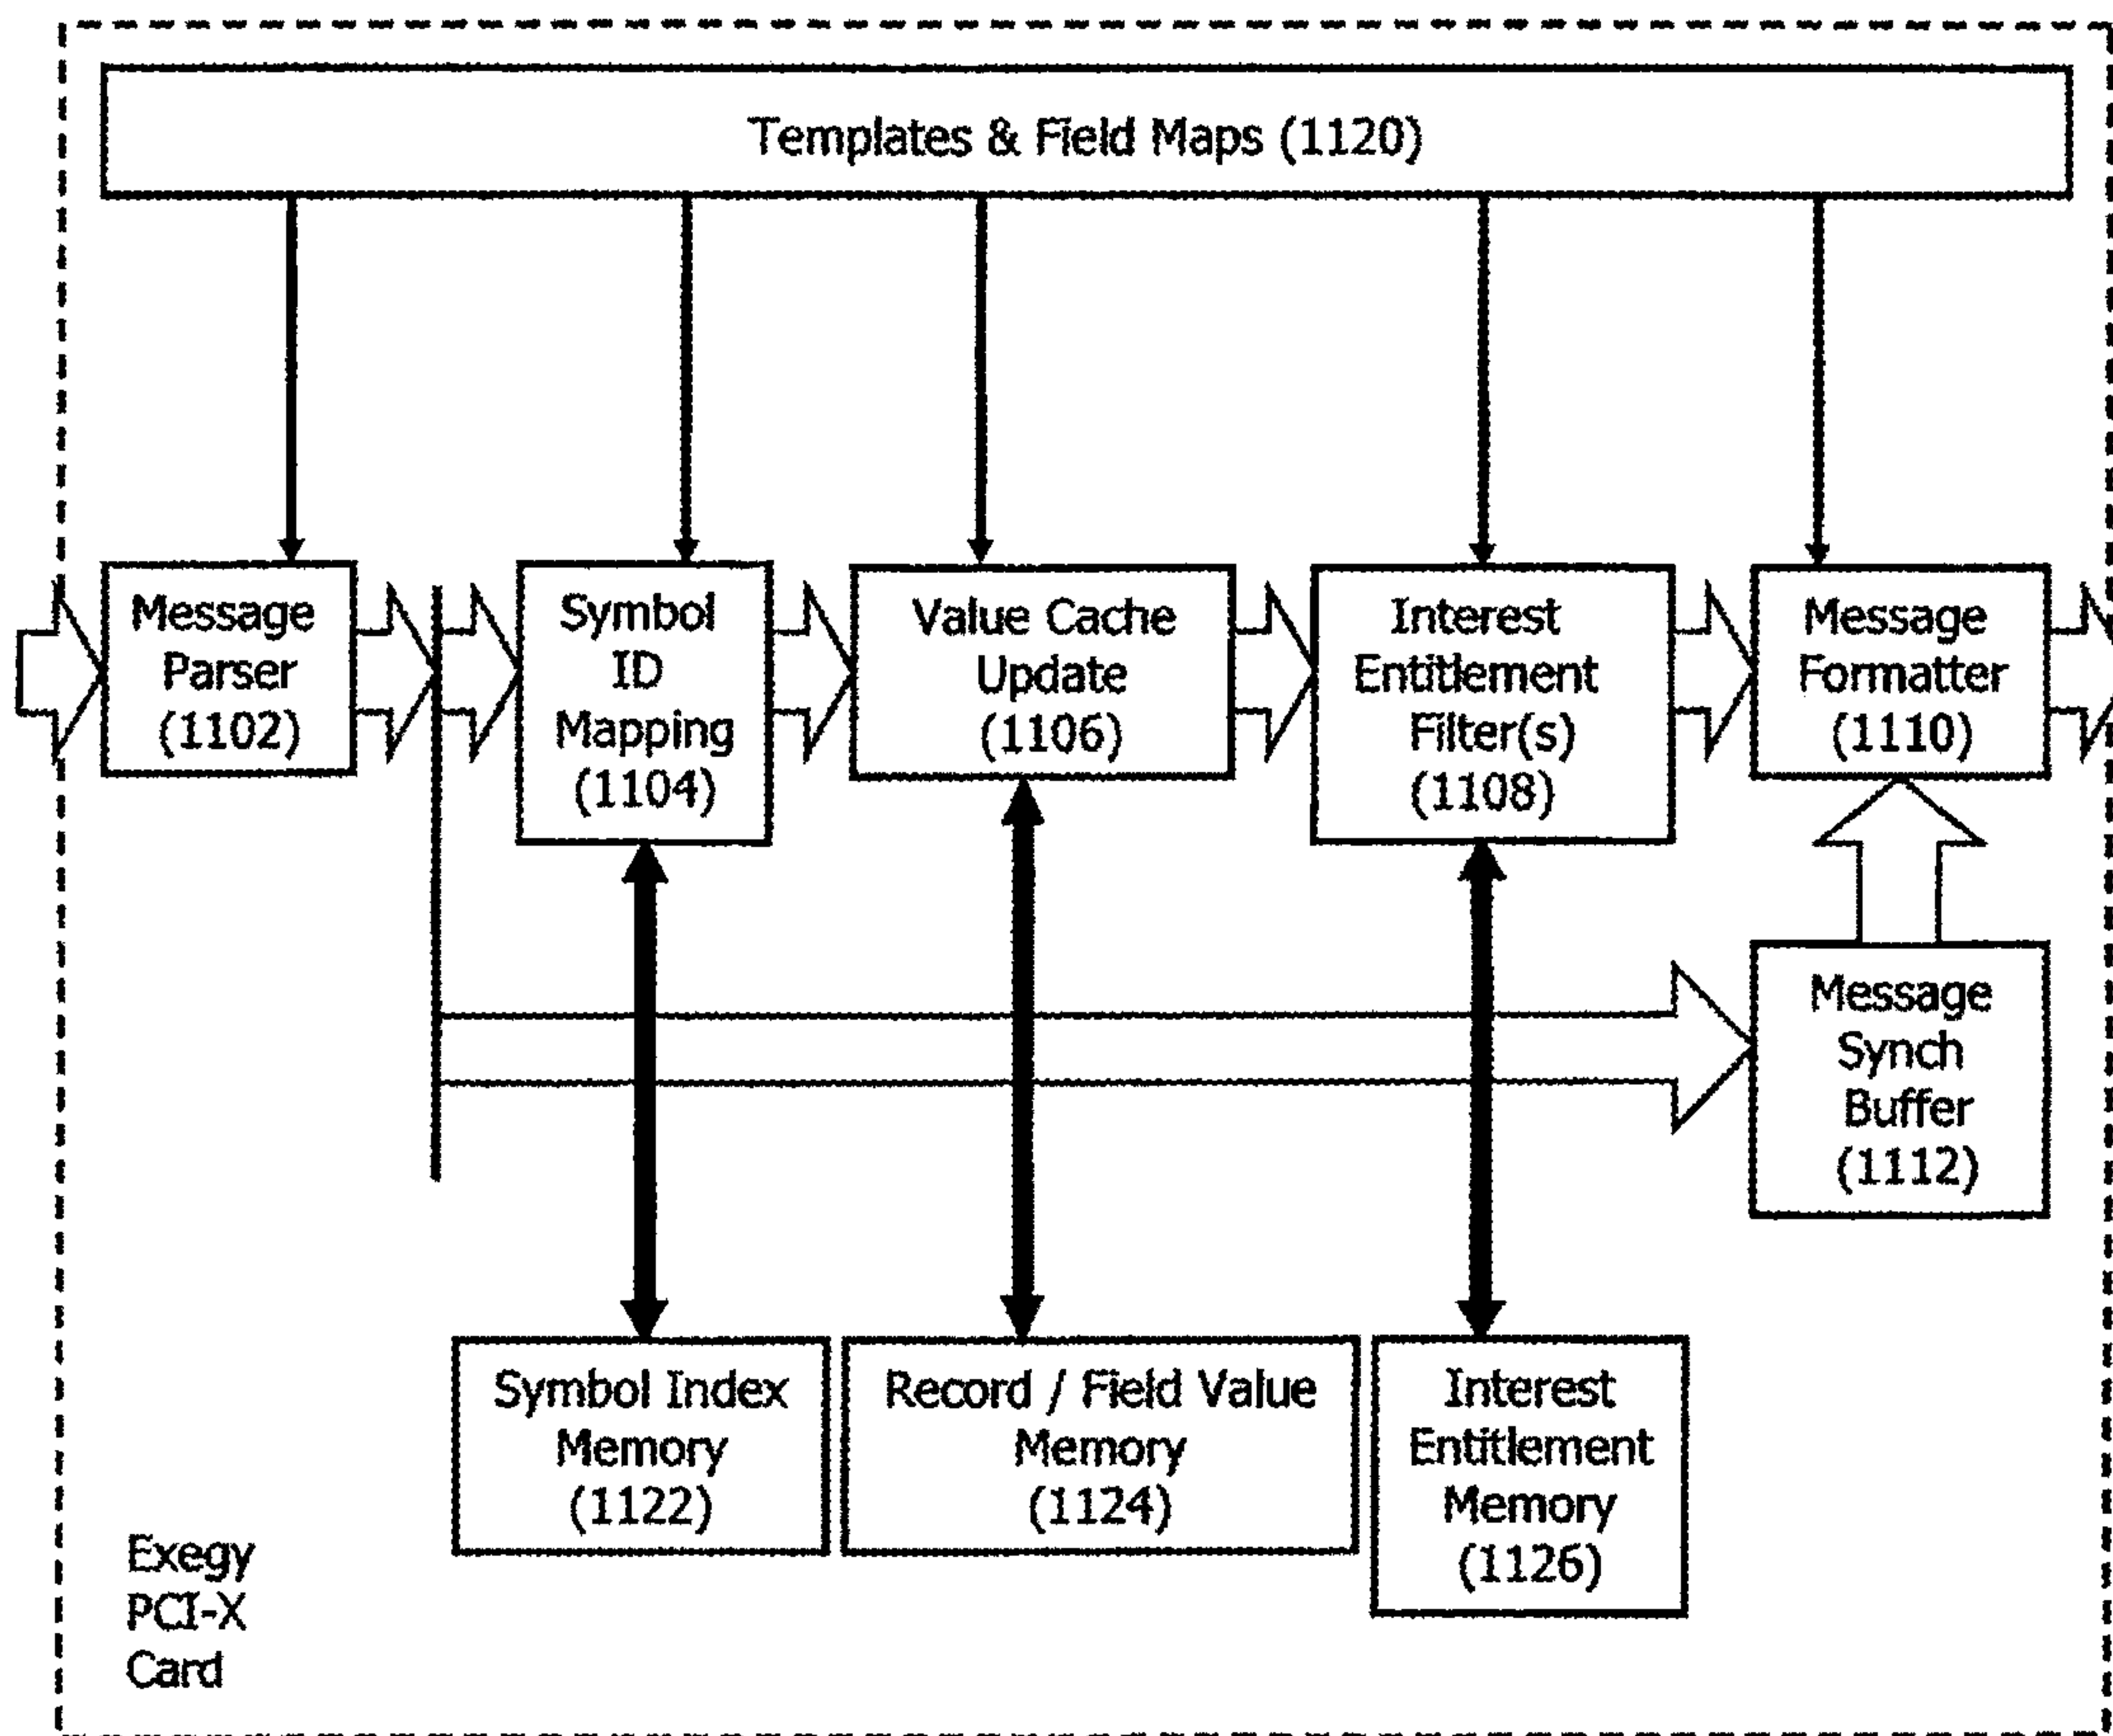 Templates & Field Maps (1120)
Message
Parser
(1102)
Symbol
ID
Mapping
(1104)
Value Cache
Update
(1106)
Interest
Entitlement
Filter(s)
(1108)
Message
Formatter
(1110)
Message
Synch
Buffer
(1112)
Symbol Index
Memory
(1122)
Record / Field Value
Memory
(1124)
Interest
Entitlement
Memory
(1126)
Exegy
PCI-X
Card